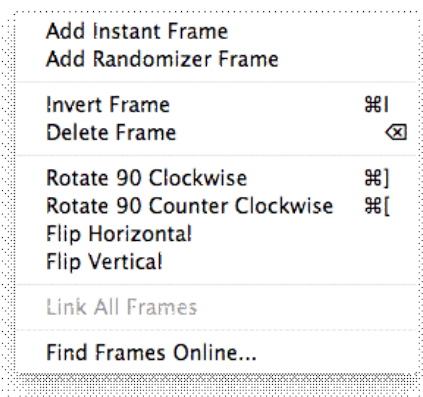 Add Instant Frame
Add Randomizer Frame
Invert Frame ⌘I
Delete Frame ⌫
Rotate 90 Clockwise ⌘]
Rotate 90 Counter Clockwise ⌘[
Flip Horizontal
Flip Vertical
Link All Frames
Find Frames Online...